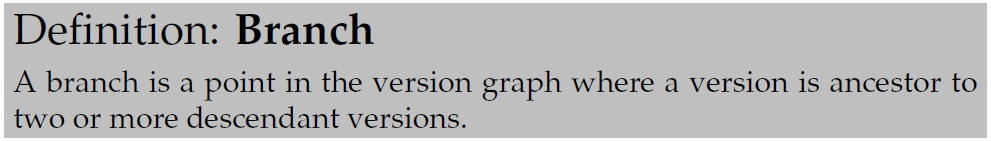 Definition: Branch
A branch is a point in the version graph where a version is ancestor to
two or more descendant versions.